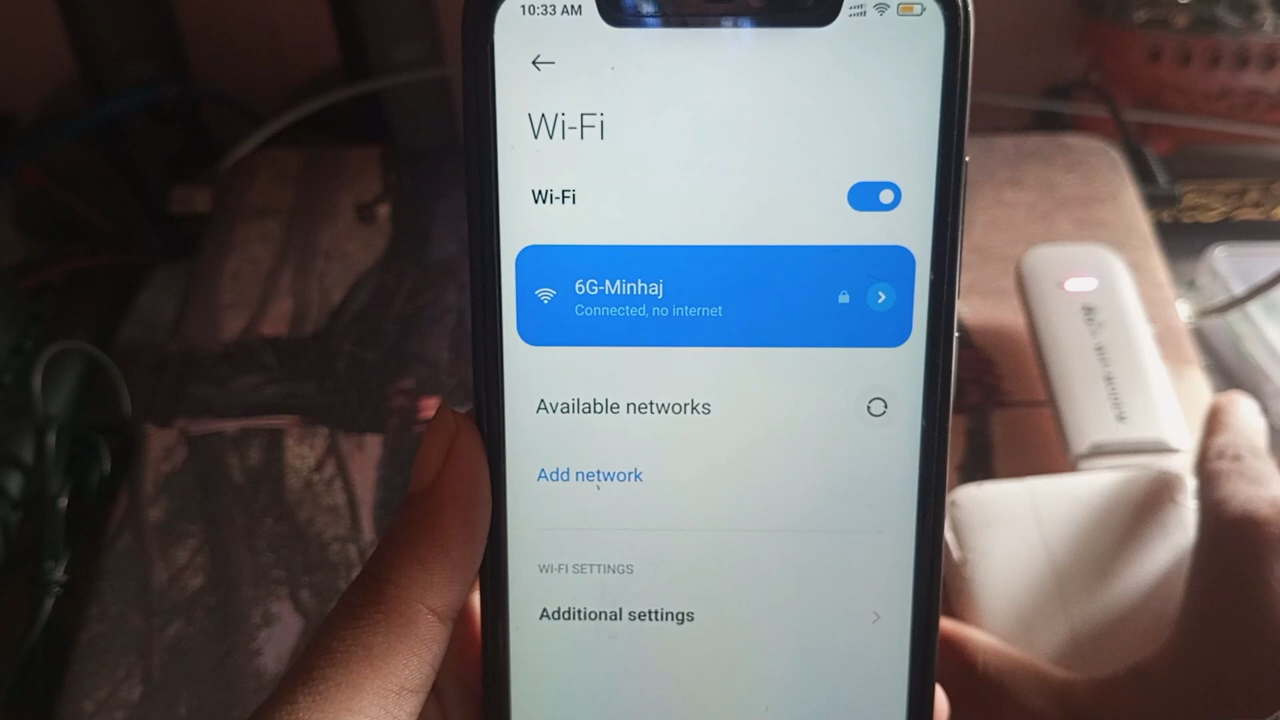 10:33 AM
Wi-Fi
Wi-Fi
6G-Minhaj
Connected, no internet
Available networks
Add network
WI-FI SETTINGS
Additional settings